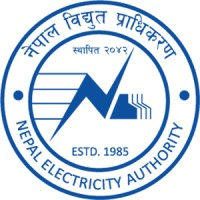 नेपाल विद्युत प्राधिकरण
स्थापित २०४२
ESTD. 1985
NEPAL ELECTRICITY AUTHORITY